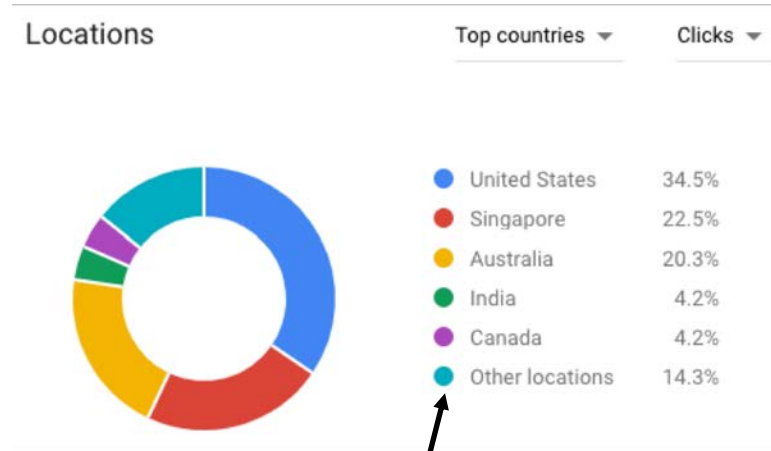 Locations
Top countries Clicks
United States 34.5%
Singapore 22.5%
Australia 20.3%
India 4.2%
Canada 4.2%
Other locations 14.3%